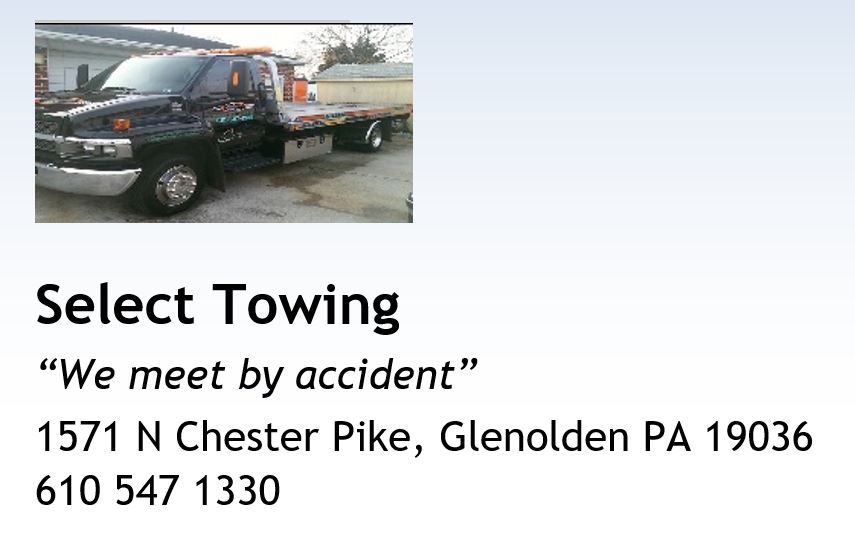 Select Towing
“We meet by accident”
1571 N Chester Pike, Glenolden PA 19036
610 547 1330